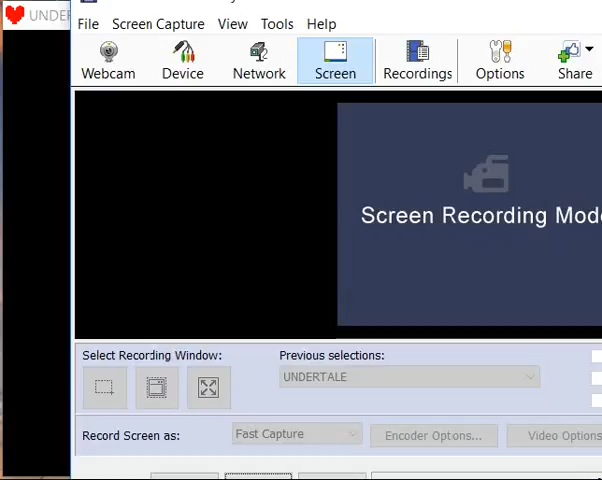 UNDER
File Screen Capture View Tools Help
Webcam Device Network Screen Recordings Options Share
Screen Recording Mod
Select Recording Window:
Previous selections:
UNDERTALE
Record Screen as: Fast Capture Encoder Options... Video Options